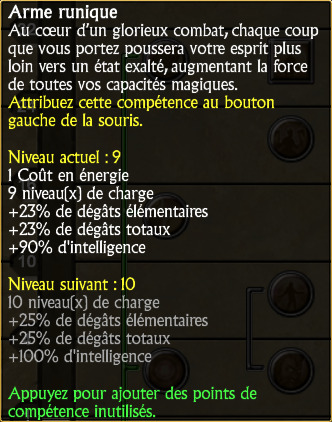 Arme runique
Au cœur d'un glorieux combat, chaque coup
que vous portez poussera votre esprit plus
loin vers un état exalté, augmentant la force
de toutes vos capacités magiques.
Attribuez cette compétence au bouton
gauche de la souris.
Niveau actuel : 9
1 Coût en énergie
9 niveau(x) de charge
+23% de dégâts élémentaires
+23% de dégâts totaux
+90% d'intelligence
Niveau suivant : 10
10 niveau(x) de charge
+25% de dégâts élémentaires
+25% de dégâts totaux
+100% d'intelligence
Appuyez pour ajouter des points de
compétence inutilisés.